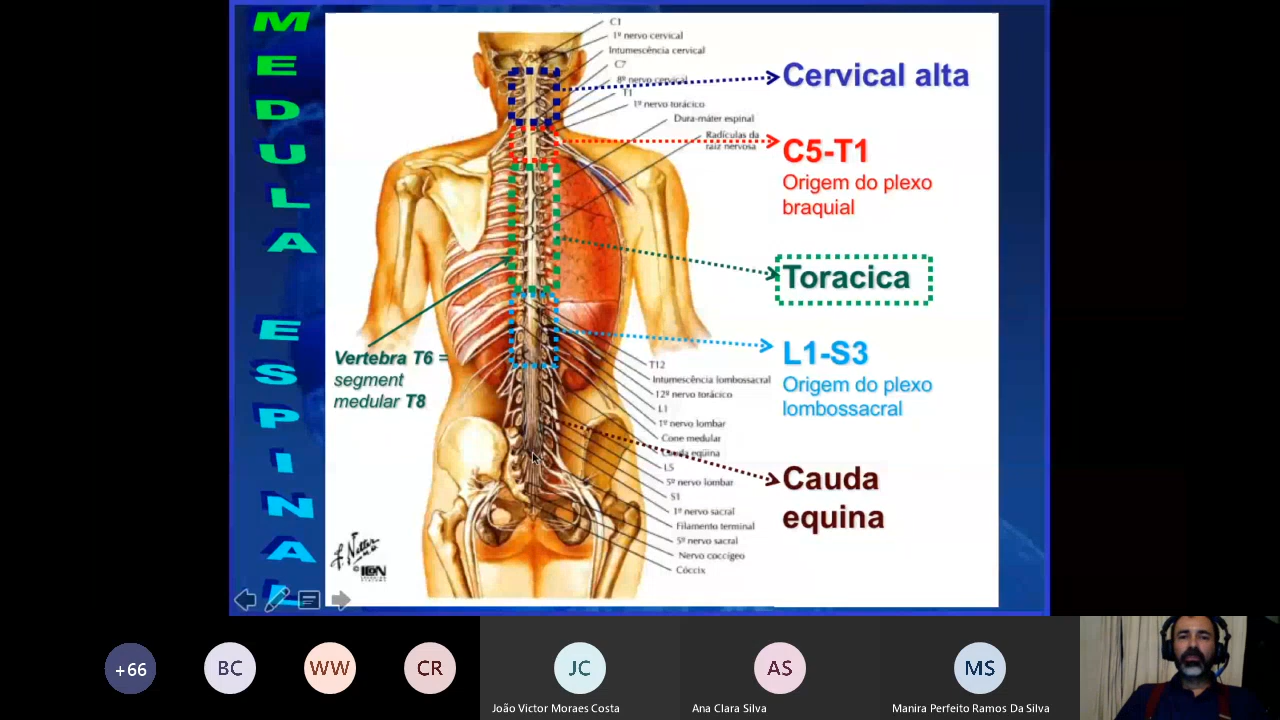 MEDULA ESPINAL
C1
1º nervo cervical
Intumescência cervical
C7
8º nervo cervical
T1
1º nervo torácico
Dura-máter espinal
Radículas da
raiz nervosa
Cervical alta
C5-T1
Origem do plexo
braquial
Toracica
L1-S3
Origem do plexo
lombossacral
Vertebra T6 =
segment
medular T8
T12
Intumescência lombossacral
12º nervo torácico
L1
1º nervo lombar
Cone medular
Cauda eqüina
L5
5º nervo lombar
S1
1º nervo sacral
Filamento terminal
5º nervo sacral
Nervo coccígeo
Cóccix
Cauda
equina
F. Netter
+66
BC
WW
CR
JC
AS
MS
João Victor Moraes Costa
Ana Clara Silva
Manira Perfeito Ramos Da Silva